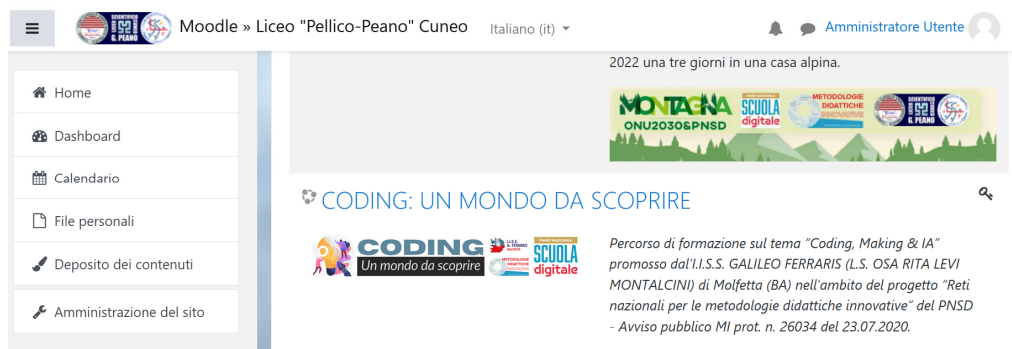 Moodle » Liceo "Pellico-Peano" Cuneo
Italiano (it)
Amministratore Utente
Home
Dashboard
Calendario
File personali
Deposito dei contenuti
Amministrazione del sito
2022 una tre giorni in una casa alpina.
MONTAGNA
ONU2030&PNSD
SCUOLA
digitale
METODOLOGIE
DIDATTICHE
INNOVATIVE
SCIENTIFICO
G. PEANO
CODING: UN MONDO DA SCOPRIRE
CODING
Un mondo da scoprire
SCUOLA
digitale
Percorso di formazione sul tema "Coding, Making & IA"
promosso dal'I.I.S.S. GALILEO FERRARIS (L.S. OSA RITA LEVI
MONTALCINI) di Molfetta (BA) nell'ambito del progetto "Reti
nazionali per le metodologie didattiche innovative" del PNSD
- Avviso pubblico MI prot. n. 26034 del 23.07.2020.